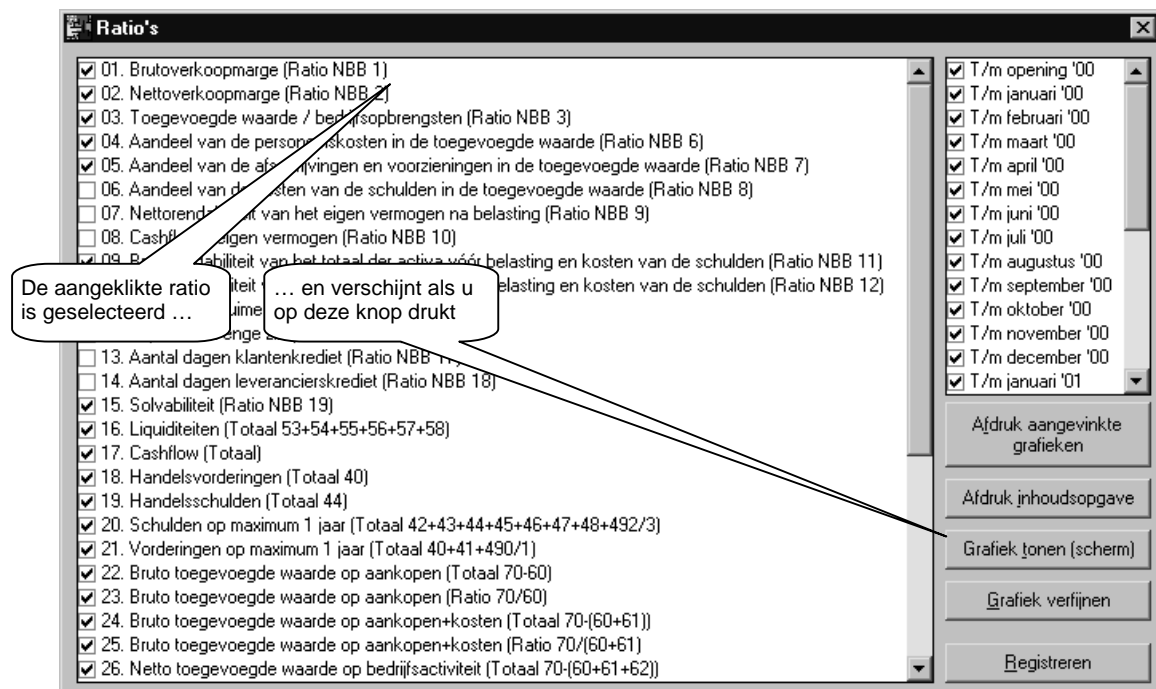 Ratio's
01. Brutoverkoopmarge (Ratio NBB 1)
02. Nettoverkoopmarge (Ratio NBB 2)
03. Toegevoegde waarde / bedrijfsopbrengsten (Ratio NBB 3)
04. Aandeel van de personeelskosten in de toegevoegde waarde (Ratio NBB 6)
05. Aandeel van de afschrijvingen en voorzieningen in de toegevoegde waarde (Ratio NBB 7)
06. Aandeel van de kosten van de schulden in de toegevoegde waarde (Ratio NBB 8)
07. Nettorendabiliteit van het eigen vermogen na belasting (Ratio NBB 9)
08. Cashflow eigen vermogen (Ratio NBB 10)
09. van het totaal der activa vóór belasting en kosten van de schulden (Ratio NBB 11)
belasting en kosten van de schulden (Ratio NBB 12)
13. Aantal dagen klantenkrediet (Ratio NBB 17)
14. Aantal dagen leverancierskrediet (Ratio NBB 18)
15. Solvabiliteit (Ratio NBB 19)
16. Liquiditeiten (Totaal 53+54+55+56+57+58)
17. Cashflow (Totaal)
18. Handelsvorderingen (Totaal 40)
19. Handelsschulden (Totaal 44)
20. Schulden op maximum 1 jaar (Totaal 42+43+44+45+46+47+48+492/3)
21. Vorderingen op maximum 1 jaar (Totaal 40+41+490/1)
22. Bruto toegevoegde waarde op aankopen (Totaal 70-60)
23. Bruto toegevoegde waarde op aankopen (Ratio 70/60)
24. Bruto toegevoegde waarde op aankopen+kosten (Totaal 70-(60+61))
25. Bruto toegevoegde waarde op aankopen+kosten (Ratio 70/(60+61)
26. Netto toegevoegde waarde op bedrijfsactiviteit (Totaal 70-(60+61+62))
De aangeklikte ratio
is geselecteerd …
… en verschijnt als u
op deze knop drukt
T/m opening '00
T/m januari '00
T/m februari '00
T/m maart '00
T/m april '00
T/m mei '00
T/m juni '00
T/m juli '00
T/m augustus '00
T/m september '00
T/m oktober '00
T/m november '00
T/m december '00
T/m januari '01
Afdruk aangevinkte
grafieken
Afdruk inhoudsopgave
Grafiek tonen (scherm)
Grafiek verfijnen
Registreren